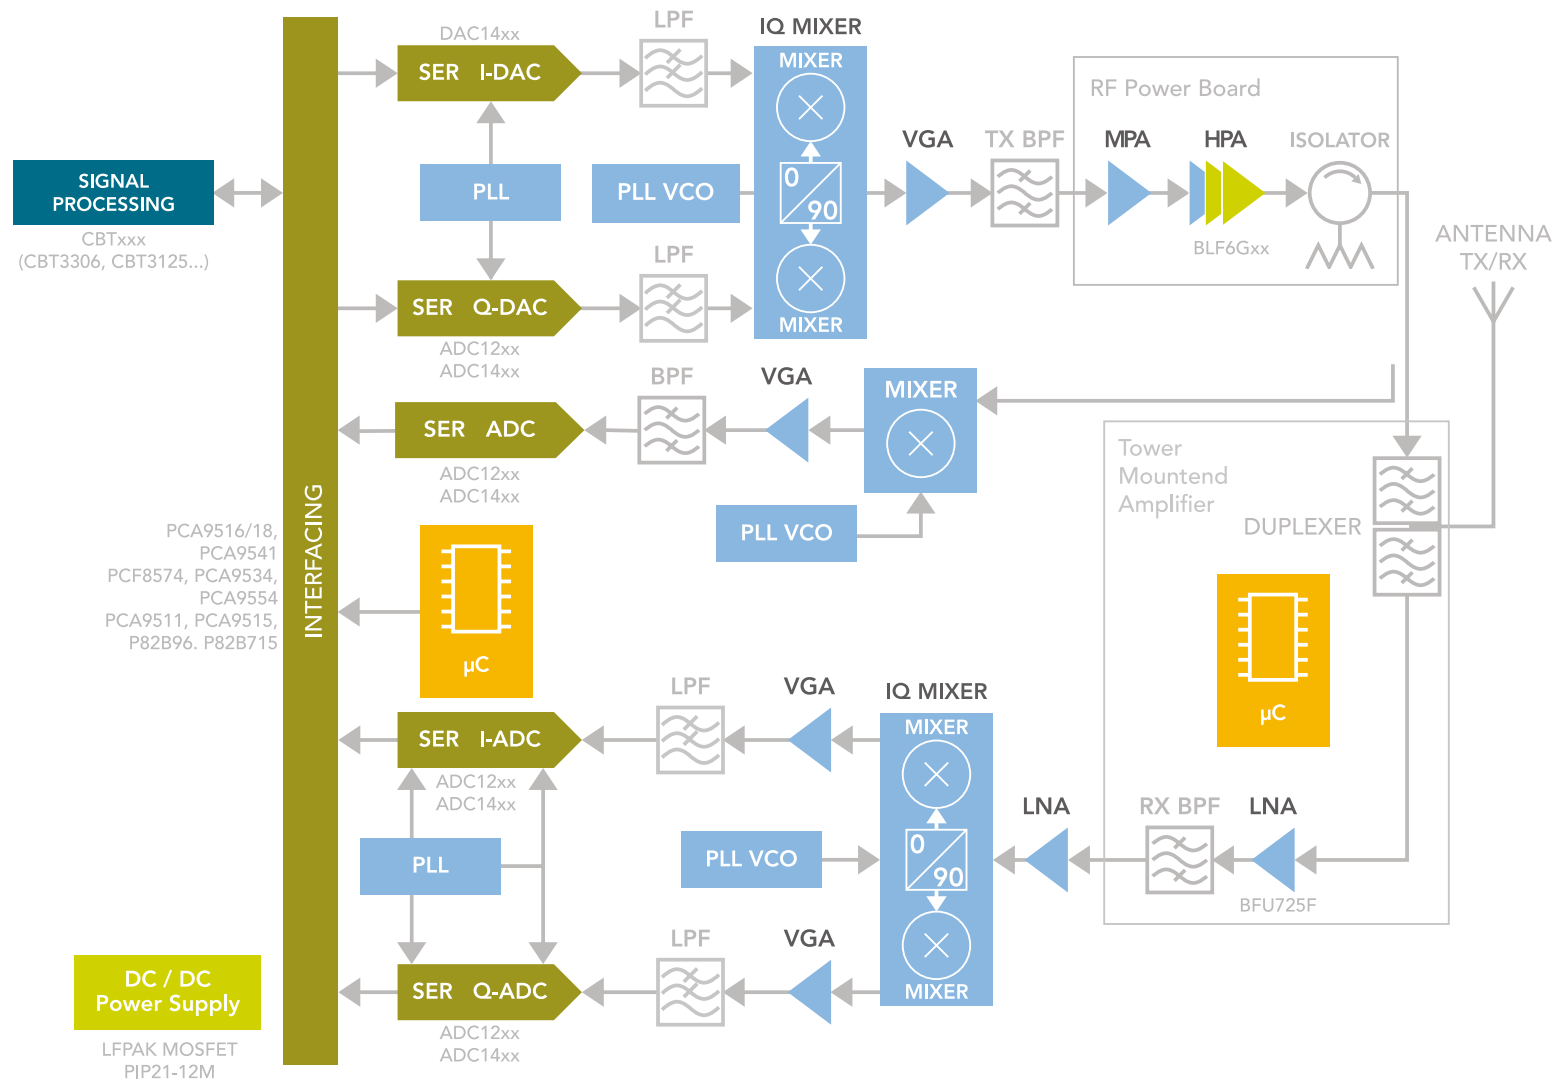 DAC14xx
SER I-DAC
LPF
IQ MIXER
MIXER
0
90
MIXER
SIGNAL
PROCESSING
CBTxxx
(CBT3306, CBT3125...)
PLL
PLL VCO
VGA
TX BPF
RF Power Board
MPA
HPA
ISOLATOR
BLF6Gxx
ANTENNA
TX/RX
SER Q-DAC
ADC12xx
ADC14xx
LPF
SER ADC
ADC12xx
ADC14xx
BPF
VGA
MIXER
PLL VCO
Tower
Mountend
Amplifier
DUPLEXER
µC
INTERFACING
PCA9516/18,
PCA9541
PCF8574, PCA9534,
PCA9554
PCA9511, PCA9515,
P82B96. P82B715
µC
SER I-ADC
ADC12xx
ADC14xx
LPF
VGA
IQ MIXER
MIXER
0
90
MIXER
PLL
PLL VCO
LNA
RX BPF
LNA
BFU725F
SER Q-ADC
ADC12xx
ADC14xx
LPF
VGA
DC / DC
Power Supply
LFPAK MOSFET
PIP21-12M